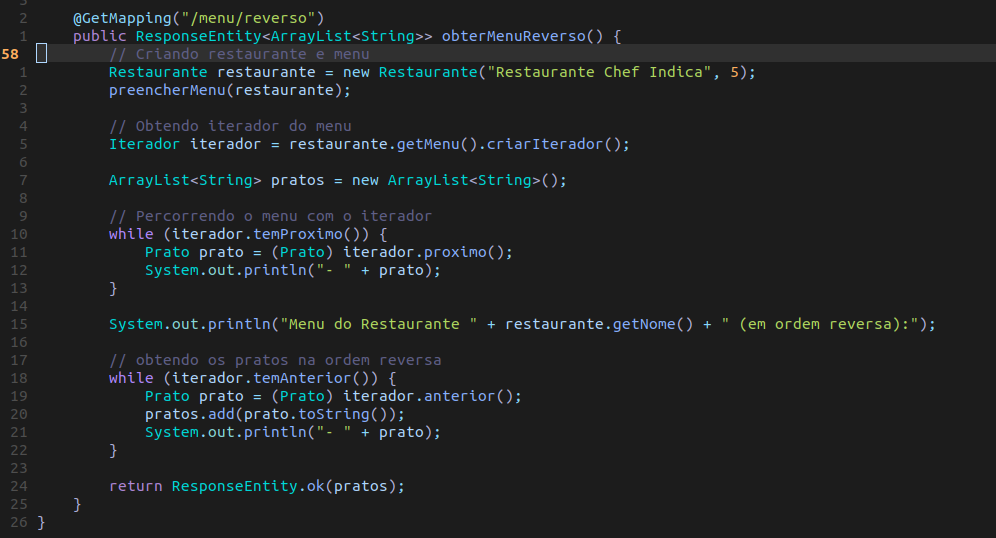 2 @GetMapping("/menu/reverso")
1 public ResponseEntity<ArrayList<String>> obterMenuReverso() {
58 // Criando restaurante e menu
1 Restaurante restaurante = new Restaurante("Restaurante Chef Indica", 5);
2 preencherMenu(restaurante);
3
4 // Obtendo iterador do menu
5 Iterador iterador = restaurante.getMenu().criarIterador();
6
7 ArrayList<String> pratos = new ArrayList<String>();
8
9 // Percorrendo o menu com o iterador
10 while (iterador.temProximo()) {
11 Prato prato = (Prato) iterador.proximo();
12 System.out.println("- " + prato);
13 }
14
15 System.out.println("Menu do Restaurante " + restaurante.getNome() + " (em ordem reversa):");
16
17 // obtendo os pratos na ordem reversa
18 while (iterador.temAnterior()) {
19 Prato prato = (Prato) iterador.anterior();
20 pratos.add(prato.toString());
21 System.out.println("- " + prato);
22 }
23
24 return ResponseEntity.ok(pratos);
25 }
26 }